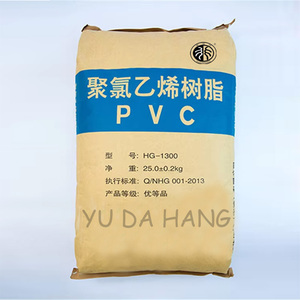 聚氯乙烯树脂
PVC
型 号: HG-1300
净 重: 25.0±0.2kg
执行标准: Q/NHG 001-2013
产品等级: 优等品
YU DA HANG